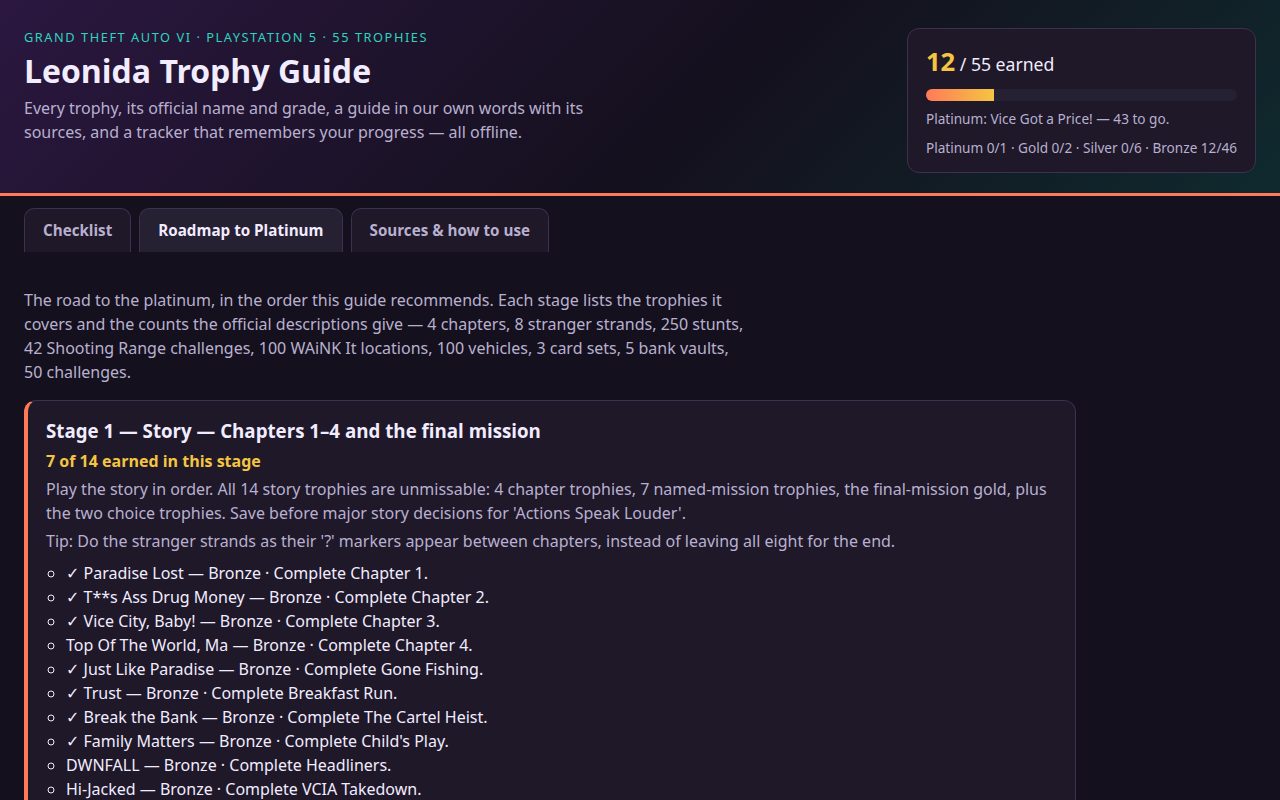 GRAND THEFT AUTO VI · PLAYSTATION 5 · 55 TROPHIES
Leonida Trophy Guide
Every trophy, its official name and grade, a guide in our own words with its
sources, and a tracker that remembers your progress — all offline.
12 / 55 earned
Platinum: Vice Got a Price! — 43 to go.
Platinum 0/1 · Gold 0/2 · Silver 0/6 · Bronze 12/46
Checklist
Roadmap to Platinum
Sources & how to use
The road to the platinum, in the order this guide recommends. Each stage lists the trophies it
covers and the counts the official descriptions give — 4 chapters, 8 stranger strands, 250 stunts,
42 Shooting Range challenges, 100 WAiNK It locations, 100 vehicles, 3 card sets, 5 bank vaults,
50 challenges.
Stage 1 — Story — Chapters 1–4 and the final mission
7 of 14 earned in this stage
Play the story in order. All 14 story trophies are unmissable: 4 chapter trophies, 7 named-mission trophies, the final-mission gold, plus
the two choice trophies. Save before major story decisions for 'Actions Speak Louder'.
Tip: Do the stranger strands as their '?' markers appear between chapters, instead of leaving all eight for the end.
✓ Paradise Lost — Bronze · Complete Chapter 1.
✓ T**s Ass Drug Money — Bronze · Complete Chapter 2.
✓ Vice City, Baby! — Bronze · Complete Chapter 3.
Top Of The World, Ma — Bronze · Complete Chapter 4.
✓ Just Like Paradise — Bronze · Complete Gone Fishing.
✓ Trust — Bronze · Complete Breakfast Run.
✓ Break the Bank — Bronze · Complete The Cartel Heist.
✓ Family Matters — Bronze · Complete Child's Play.
DWNFALL — Bronze · Complete Headliners.
Hi-Jacked — Bronze · Complete VCIA Takedown.